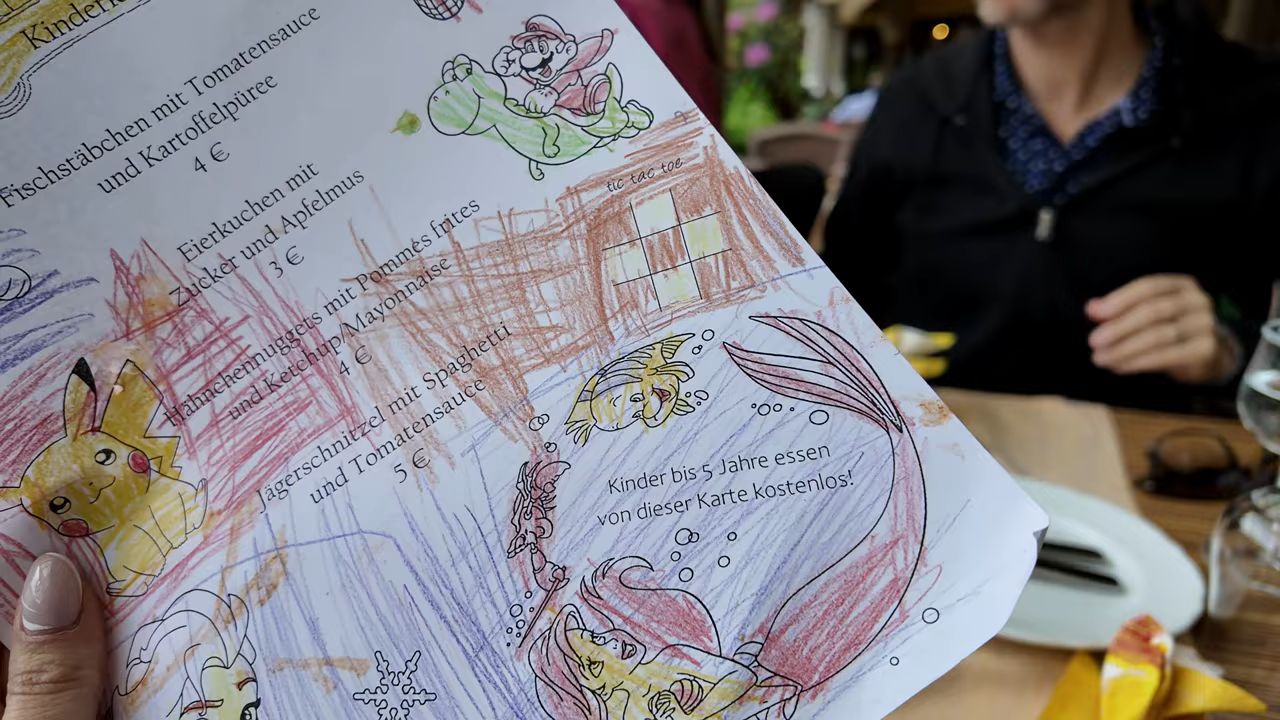 Fischstäbchen mit Tomatensauce
und Kartoffelpüree
4 €
Eierkuchen mit
Zucker und Apfelmus
3 €
Hähnchennuggets mit Pommes frites
und Ketchup/Mayonnaise
4 €
Jägerschnitzel mit Spaghetti
und Tomatensauce
5 €
tic tac toe
Kinder bis 5 Jahre essen
von dieser Karte kostenlos!